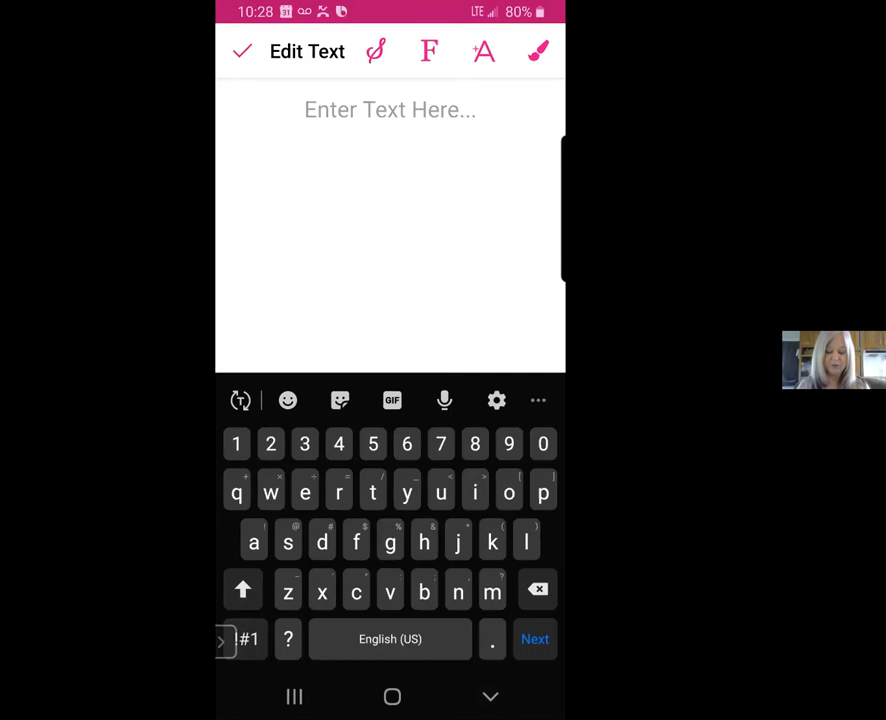 10:28 31 LTE 80%
Edit Text F +A
Enter Text Here...
T GIF ...
1 2 3 4 5 6 7 8 9 0
+ × ÷ = / _ < > [ ]
q w e r t y u i o p
! @ # $ % & * ( )
a s d f g h j k l
- ' " : ; , ?
z x c v b n m
!#1 ? English (US) . Next